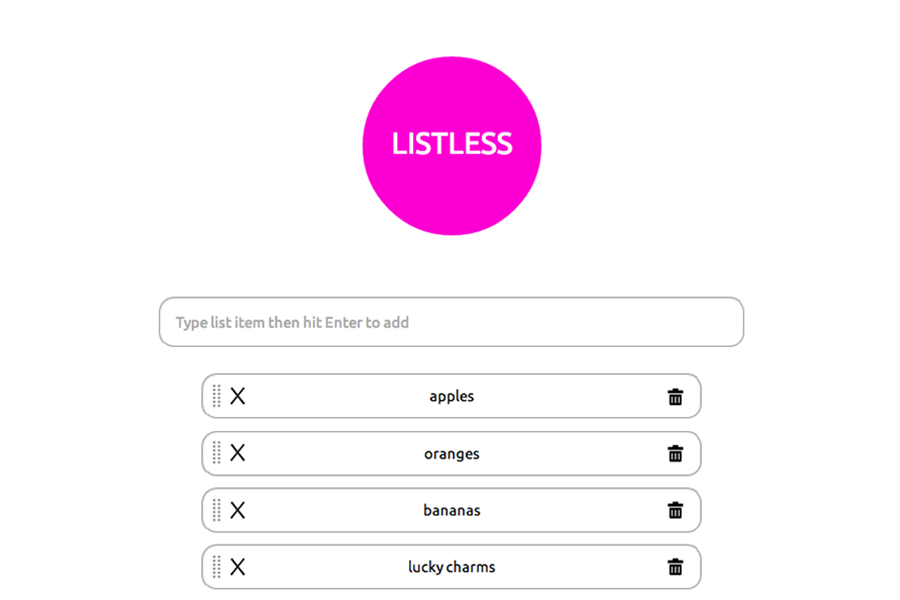 LISTLESS
Type list item then hit Enter to add
X apples
X oranges
X bananas
X lucky charms